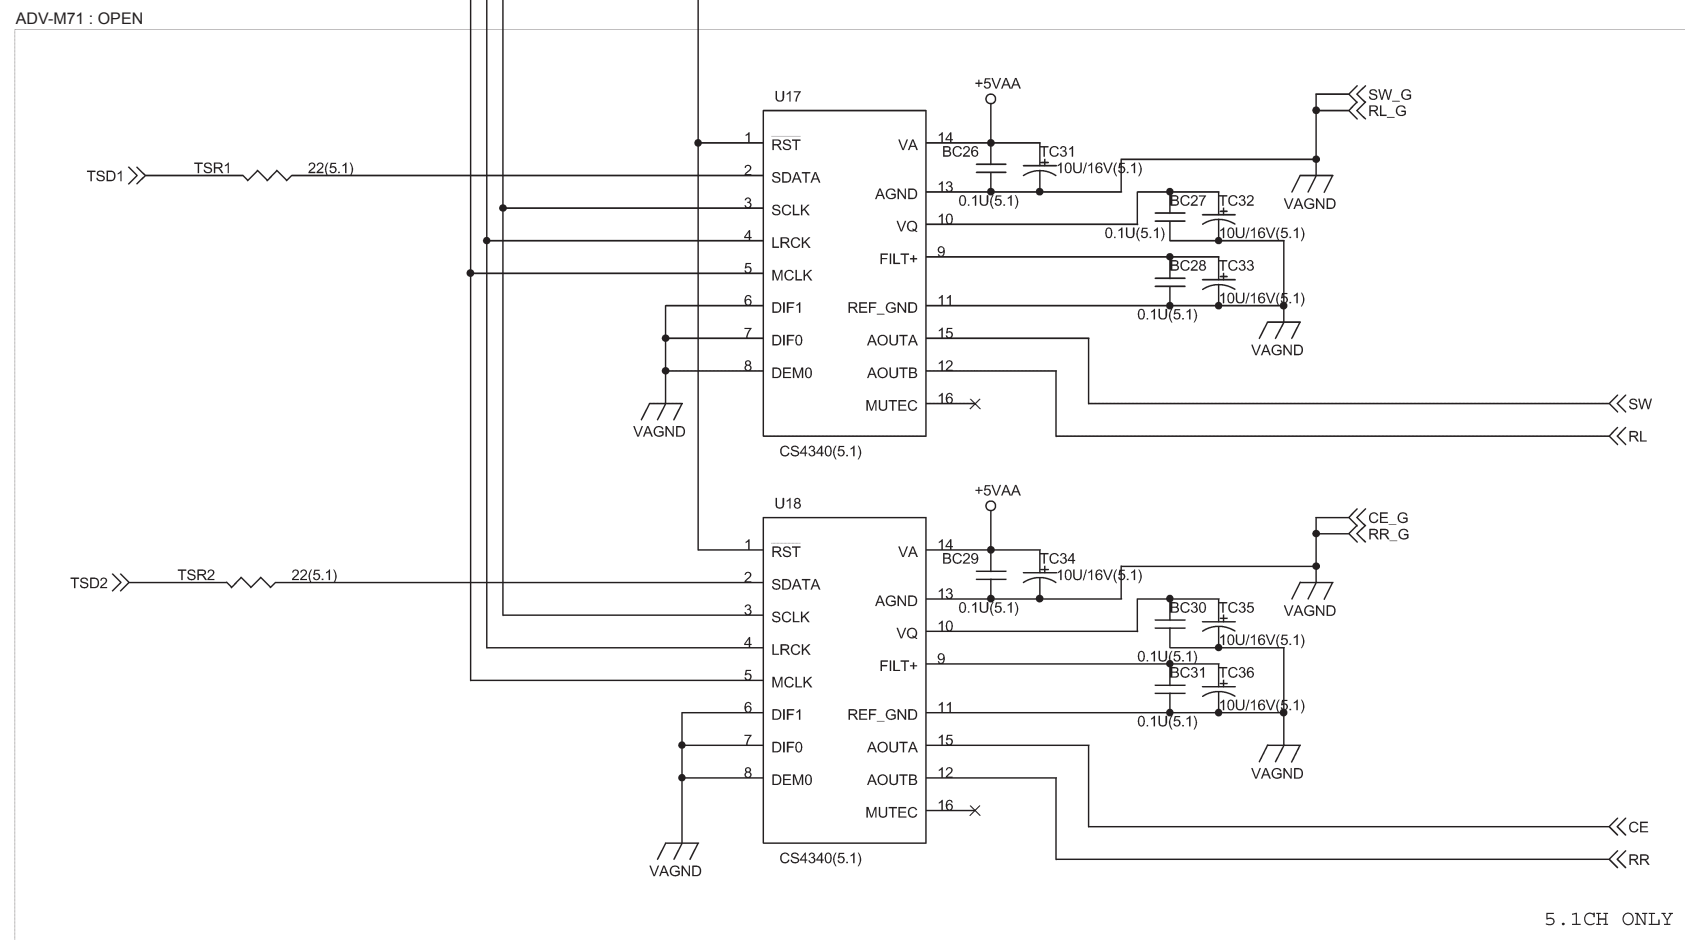 ADV-M71 : OPEN
+5VAA
U17
SW_G
RL_G
1 RST VA 14
BC26 TC31
10U/16V(5.1)
TSD1 TSR1 22(5.1) 2 SDATA
AGND 13
0.1U(5.1)
VAGND
3 SCLK
VQ 10
BC27 TC32
0.1U(5.1) 10U/16V(5.1)
4 LRCK
FILT+ 9
BC28 TC33
5 MCLK
10U/16V(5.1)
6 DIF1 REF_GND 11
0.1U(5.1)
7 DIF0 AOUTA 15
VAGND
8 DEM0 AOUTB 12
MUTEC 16
SW
VAGND
RL
CS4340(5.1)
+5VAA
U18
CE_G
RR_G
1 RST VA 14
BC29 TC34
10U/16V(5.1)
TSD2 TSR2 22(5.1) 2 SDATA
AGND 13
0.1U(5.1)
VAGND
3 SCLK
VQ 10
BC30 TC35
10U/16V(5.1)
4 LRCK
0.1U(5.1)
FILT+ 9
BC31 TC36
5 MCLK
10U/16V(5.1)
6 DIF1 REF_GND 11
0.1U(5.1)
7 DIF0 AOUTA 15
VAGND
8 DEM0 AOUTB 12
MUTEC 16
CE
RR
CS4340(5.1)
VAGND
5.1CH ONLY